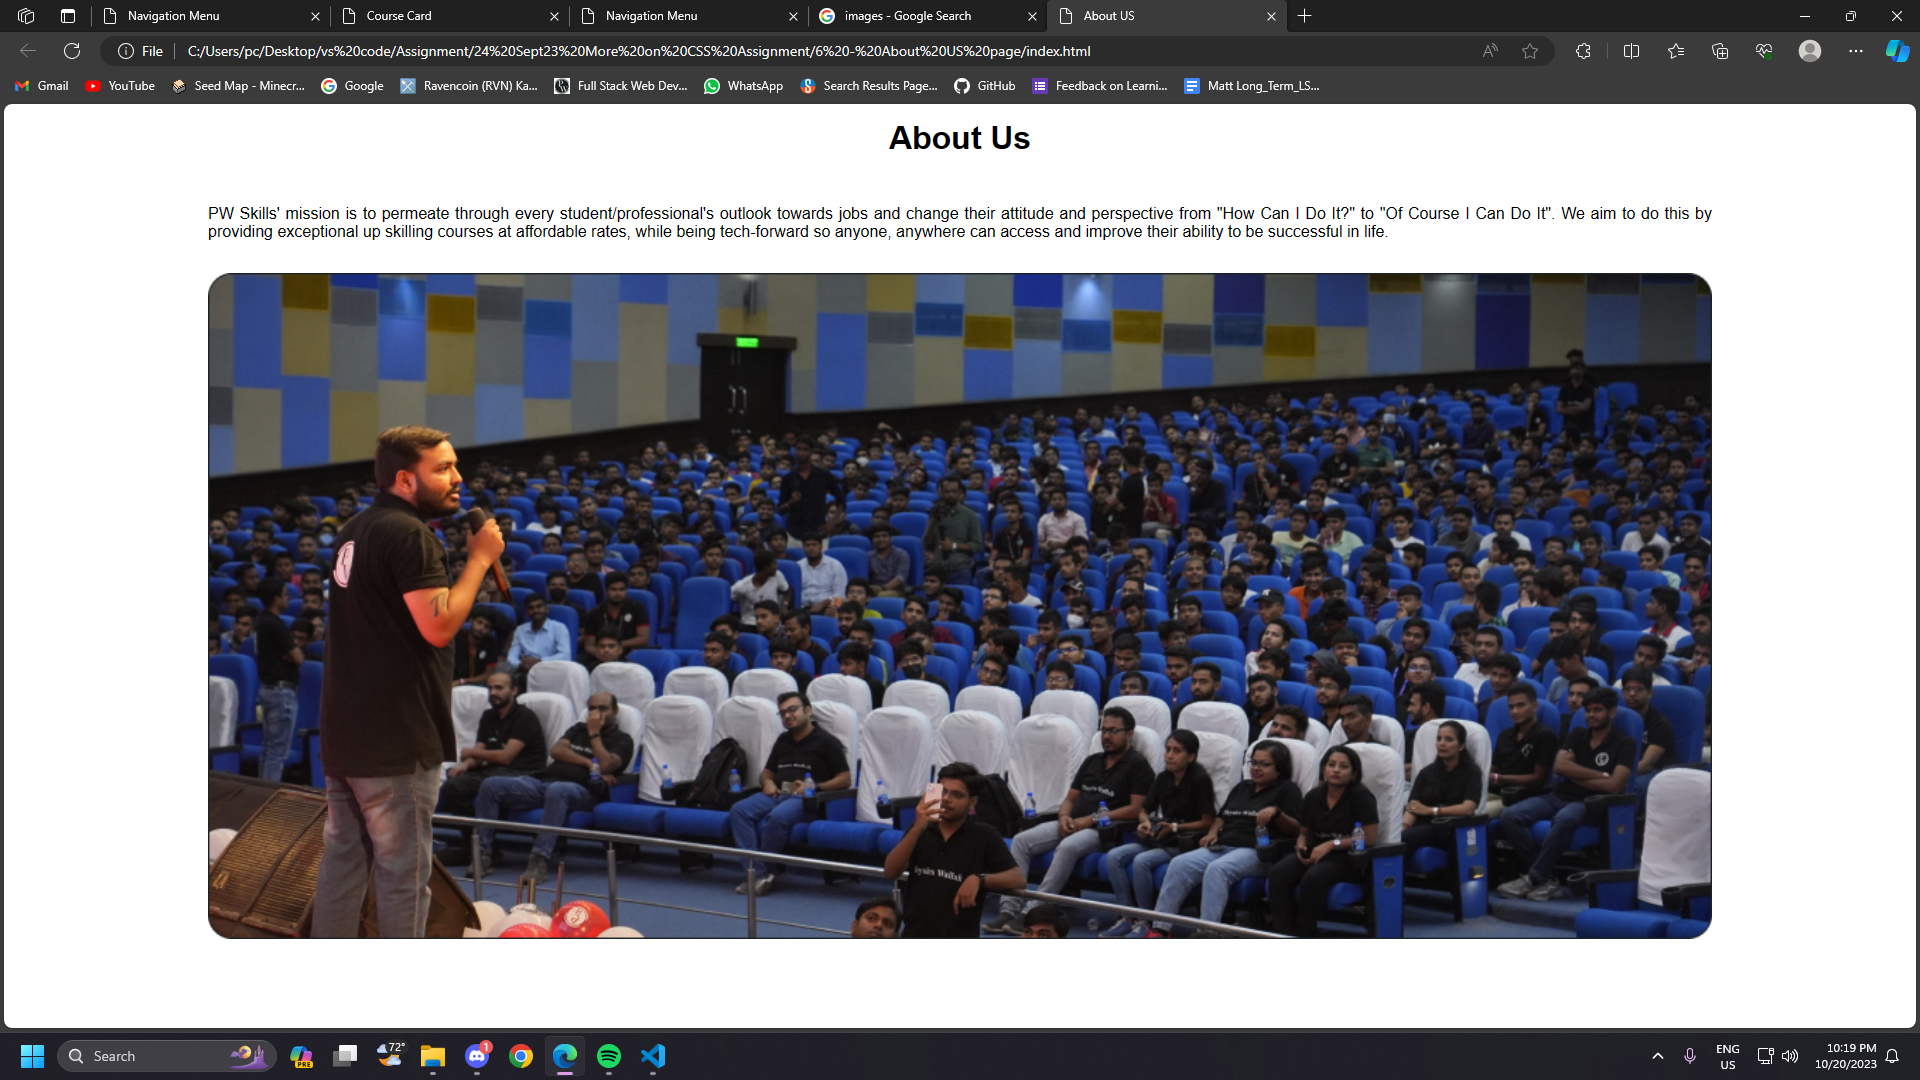 Navigation Menu
Course Card
Navigation Menu
images - Google Search
About US
File
C:/Users/pc/Desktop/vs%20code/Assignment/24%20Sept23%20More%20on%20CSS%20Assignment/6%20-%20About%20US%20page/index.html
Gmail
YouTube
Seed Map - Minecr...
Google
Ravencoin (RVN) Ka...
Full Stack Web Dev...
WhatsApp
Search Results Page...
GitHub
Feedback on Learni...
Matt Long_Term_LS...
About Us
PW Skills' mission is to permeate through every student/professional's outlook towards jobs and change their attitude and perspective from "How Can I Do It?" to "Of Course I Can Do It". We aim to do this by
providing exceptional up skilling courses at affordable rates, while being tech-forward so anyone, anywhere can access and improve their ability to be successful in life.
Search
PRE
72°
1
ENG
US
10:19 PM
10/20/2023